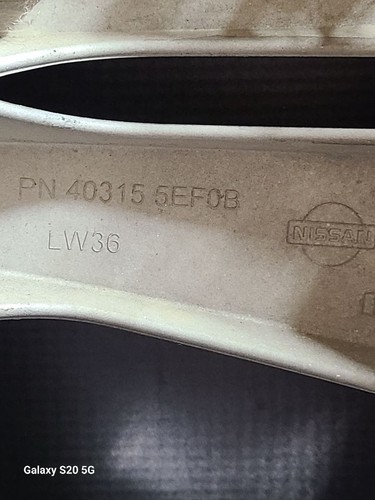 PN 40315 5EF0B
NISSAN
LW36
Galaxy S20 5G